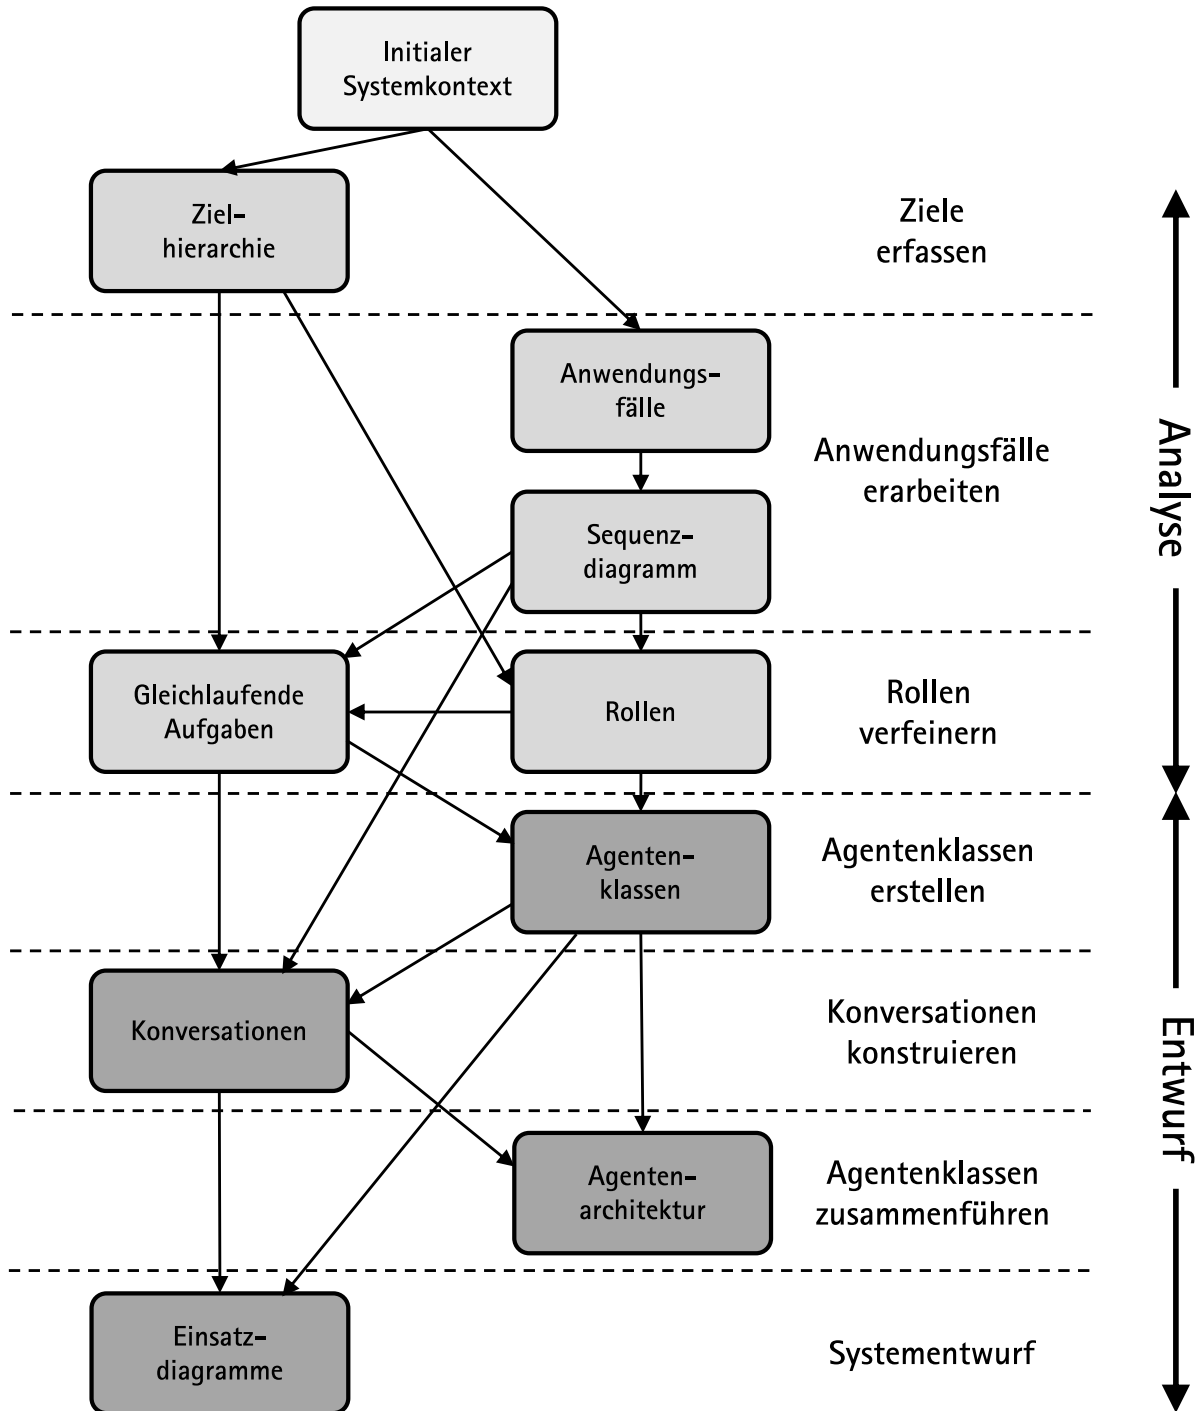 Initialer
Systemkontext
Ziel-
hierarchie
Ziele
erfassen
Anwendungs-
fälle
Anwendungsfälle
erarbeiten
Sequenz-
diagramm
Analyse
Gleichlaufende
Aufgaben
Rollen
Rollen
verfeinern
Agenten-
klassen
Agentenklassen
erstellen
Konversationen
Konversationen
konstruieren
Entwurf
Agenten-
architektur
Agentenklassen
zusammenführen
Einsatz-
diagramme
Systementwurf